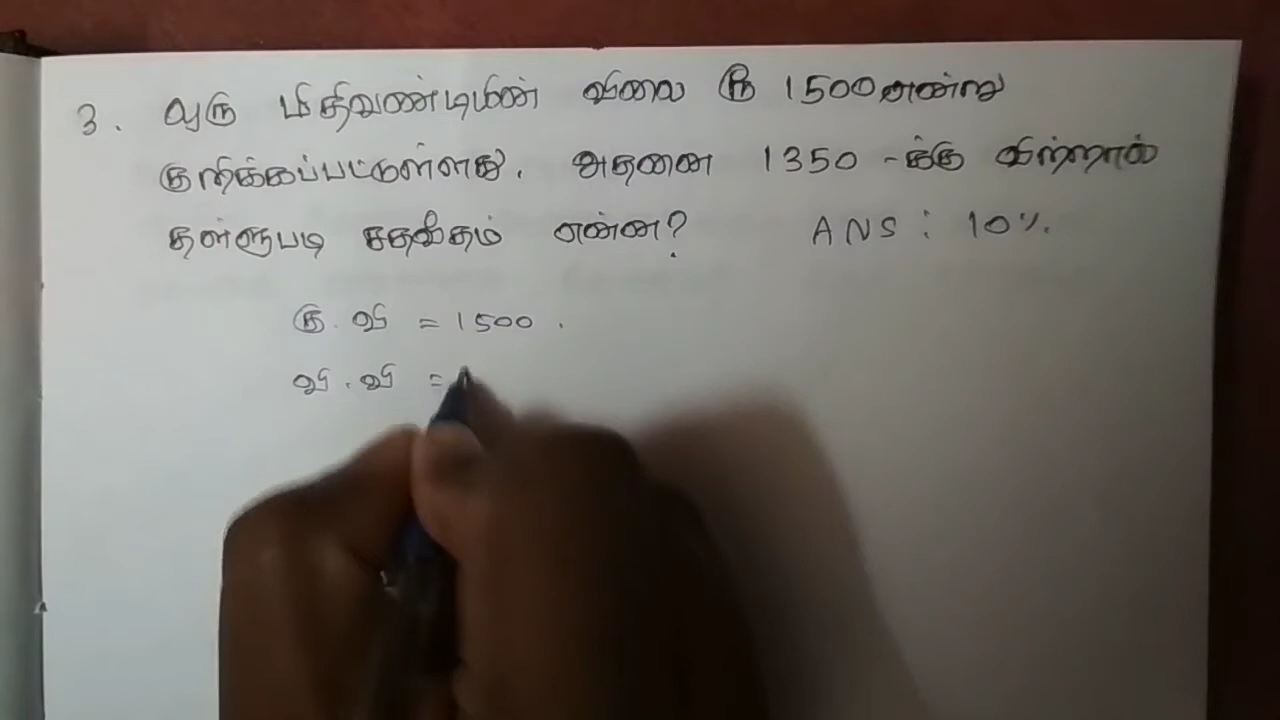 3. ஒரு மிதிவண்டியின் விலை ரூ 1500 என்று
குறிக்கப்பட்டுள்ளது. அதனை 1350 -க்கு விற்றால்
தள்ளுபடி சதவீதம் என்ன? ANS : 10%.
கு. வி = 1500 .
வி . வி =